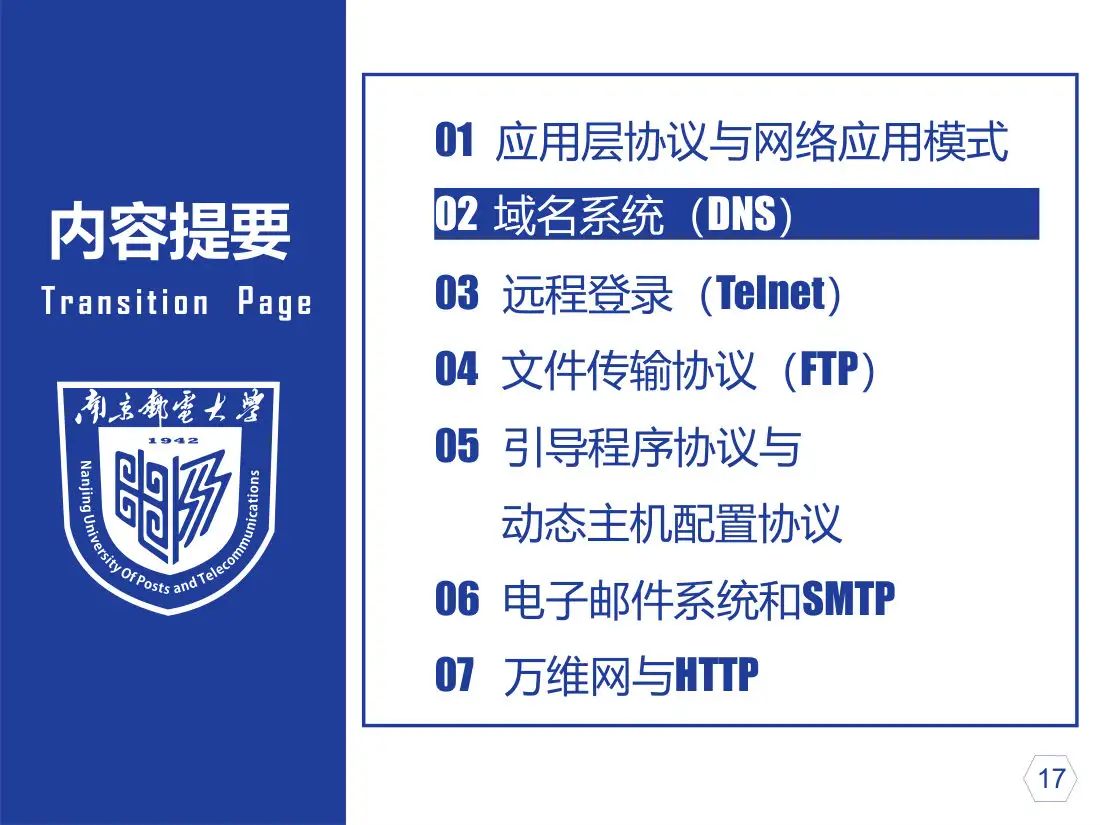 内容提要
Transition Page
南京邮电大学
1942
Nanjing University Of Posts and Telecommunications
01 应用层协议与网络应用模式
02 域名系统（DNS）
03 远程登录（Telnet）
04 文件传输协议（FTP）
05 引导程序协议与
动态主机配置协议
06 电子邮件系统和SMTP
07 万维网与HTTP
17